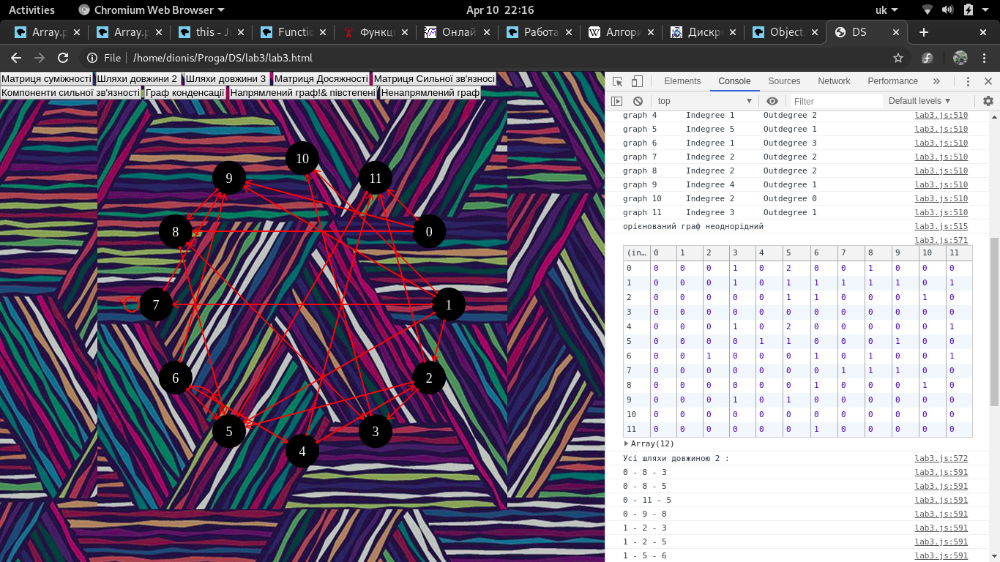 Activities Chromium Web Browser Apr 10 22:16 uk
Array.p Array.p this - Ja Functio Функц Онлай Работа Алгори Дискр Object. DS
File /home/dionis/Proga/DS/lab3/lab3.html
Матриця суміжності Шляхи довжини 2 Шляхи довжини 3 Матриця Досяжності Матриця Сильної зв'язносі
Компоненти сильної зв'язності Граф конденсації Напрямлений граф!& півстепені Ненапрямлений граф
10
9 11
8 0
7 1
6 2
5 3
4
Elements Console Sources Network Performance
top Filter Default levels
graph 4 Indegree 1 Outdegree 2 lab3.js:510
graph 5 Indegree 5 Outdegree 1 lab3.js:510
graph 6 Indegree 1 Outdegree 3 lab3.js:510
graph 7 Indegree 2 Outdegree 2 lab3.js:510
graph 8 Indegree 2 Outdegree 2 lab3.js:510
graph 9 Indegree 4 Outdegree 1 lab3.js:510
graph 10 Indegree 2 Outdegree 0 lab3.js:510
graph 11 Indegree 3 Outdegree 1 lab3.js:510
орієнований граф неоднорідний lab3.js:515
lab3.js:571
(in… 0 1 2 3 4 5 6 7 8 9 10 11
0 0 0 0 1 0 2 0 0 1 0 0 0
1 0 0 0 1 0 1 1 1 1 1 0 1
2 0 0 0 0 0 1 1 0 0 0 1 0
3 0 0 0 0 0 0 0 0 0 0 0 0
4 0 0 0 1 0 2 0 0 0 0 0 1
5 0 0 0 0 1 1 0 0 0 1 0 0
6 0 0 1 0 0 0 1 0 1 0 0 1
7 0 0 0 0 0 0 0 1 1 1 0 0
8 0 0 0 0 0 0 1 0 0 0 1 0
9 0 0 0 1 0 1 0 0 0 0 0 0
10 0 0 0 0 0 0 0 0 0 0 0 0
11 0 0 0 0 0 0 1 0 0 0 0 0
Array(12)
Усі шляхи довжиною 2 : lab3.js:572
0 - 8 - 3 lab3.js:591
0 - 8 - 5 lab3.js:591
0 - 11 - 5 lab3.js:591
0 - 9 - 8 lab3.js:591
1 - 2 - 3 lab3.js:591
1 - 2 - 5 lab3.js:591
1 - 5 - 6 lab3.js:591